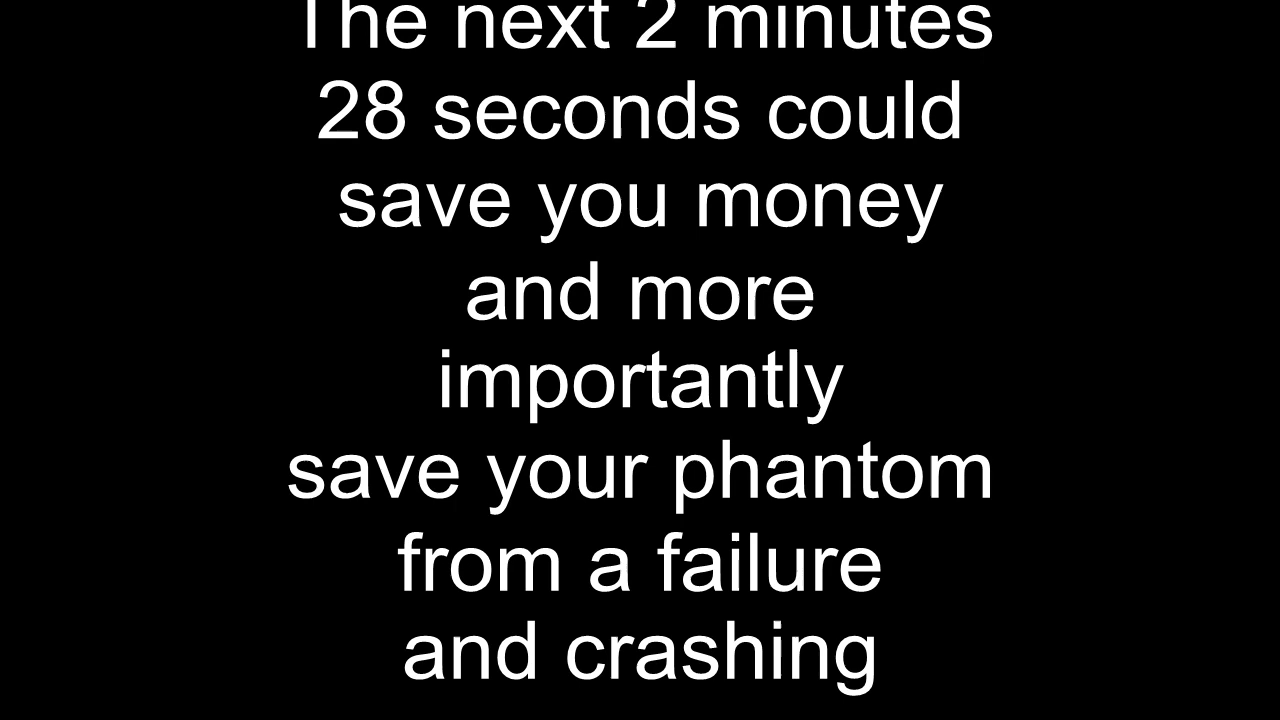 The next 2 minutes
28 seconds could
save you money
and more
importantly
save your phantom
from a failure
and crashing